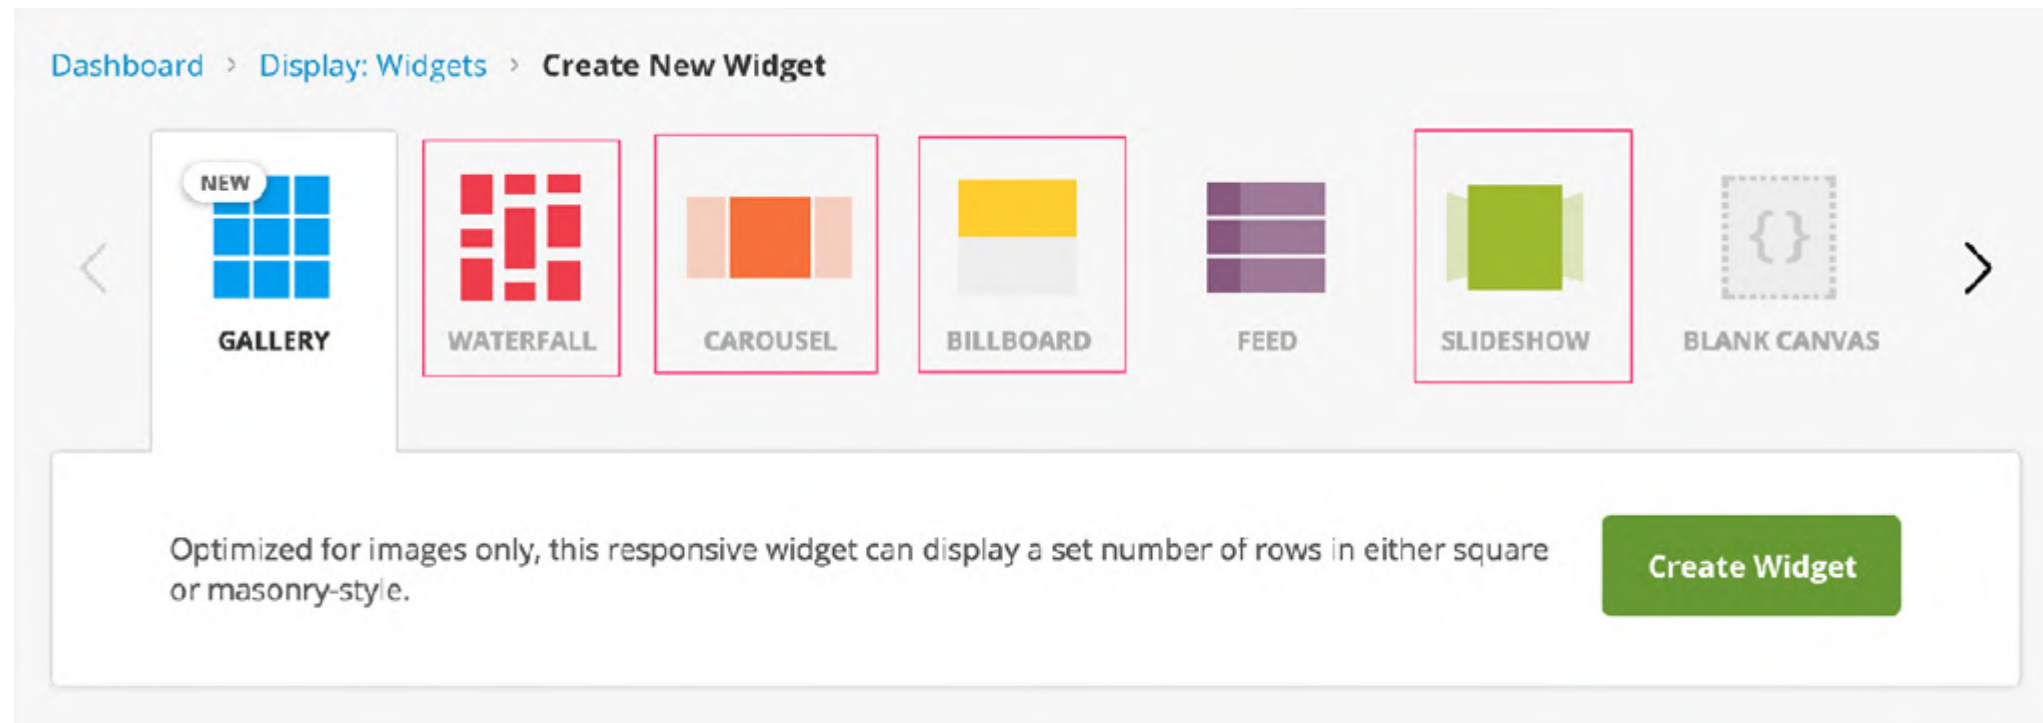 Dashboard > Display: Widgets > Create New Widget
NEW
GALLERY
WATERFALL
CAROUSEL
BILLBOARD
FEED
SLIDESHOW
{}
BLANK CANVAS
Optimized for images only, this responsive widget can display a set number of rows in either square
or masonry-style.
Create Widget